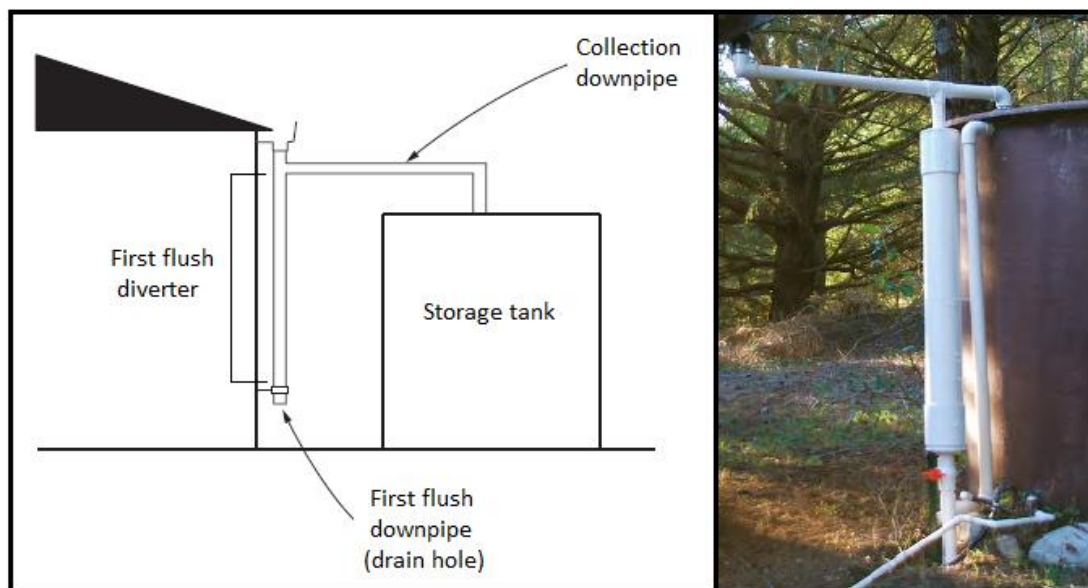 Collection
downpipe
First flush
diverter
Storage tank
First flush
downpipe
(drain hole)